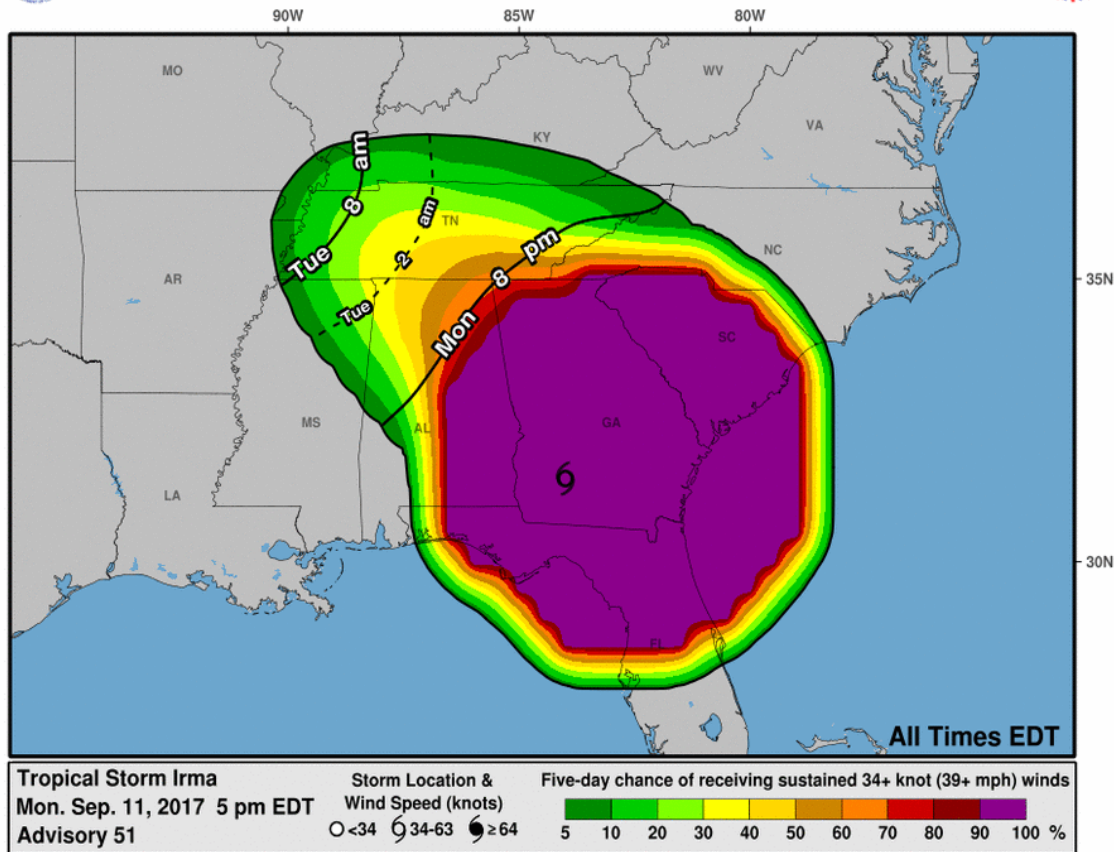 90W 85W 80W
MO
WV
VA
KY
am
8
am
TN
Tue
2
pm
8
NC
AR
35N
Tue
Mon
SC
MS
AL
GA
LA
30N
FL
All Times EDT
Tropical Storm Irma
Mon. Sep. 11, 2017 5 pm EDT
Advisory 51
Storm Location &
Wind Speed (knots)
<34 34-63 ≥64
Five-day chance of receiving sustained 34+ knot (39+ mph) winds
5 10 20 30 40 50 60 70 80 90 100 %